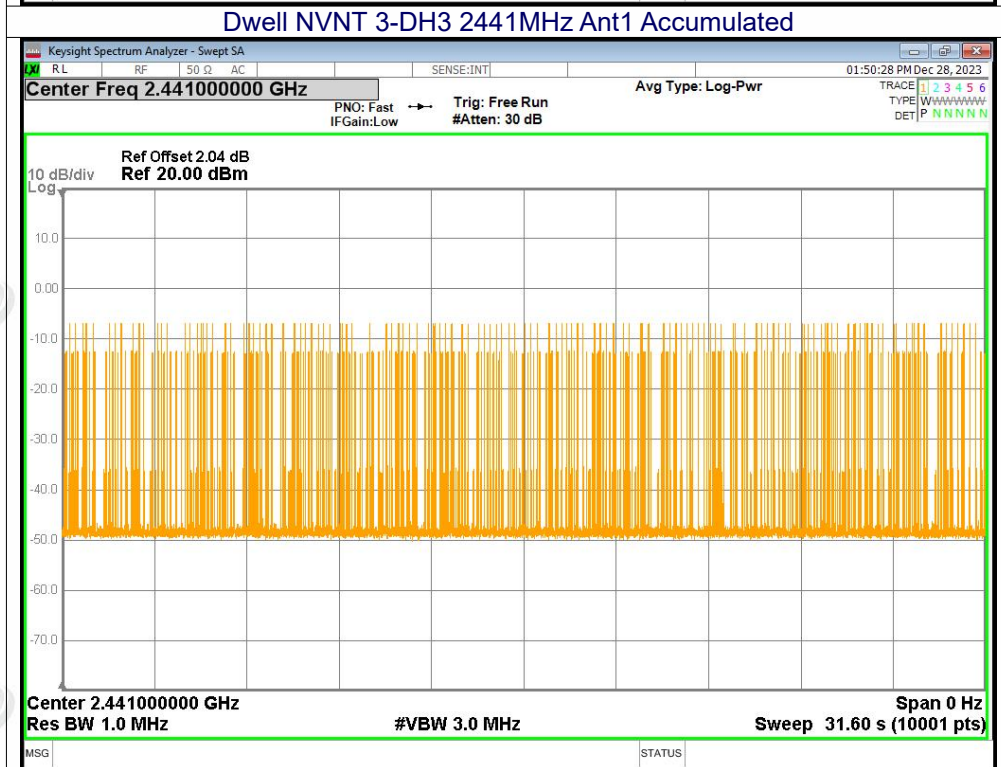 Dwell NVNT 3-DH3 2441MHz Ant1 Accumulated
Keysight Spectrum Analyzer - Swept SA
LXI RL RF 50 Ω AC SENSE:INT 01:50:28 PM Dec 28, 2023
Center Freq 2.441000000 GHz
PNO: Fast
IFGain:Low
Trig: Free Run
#Atten: 30 dB
Avg Type: Log-Pwr
TRACE 1 2 3 4 5 6
TYPE WWWWWWW
DET P N N N N N
Ref Offset 2.04 dB
10 dB/div Ref 20.00 dBm
Log
10.0
0.00
-10.0
-20.0
-30.0
-40.0
-50.0
-60.0
-70.0
Center 2.441000000 GHz Span 0 Hz
Res BW 1.0 MHz #VBW 3.0 MHz Sweep 31.60 s (10001 pts)
MSG STATUS